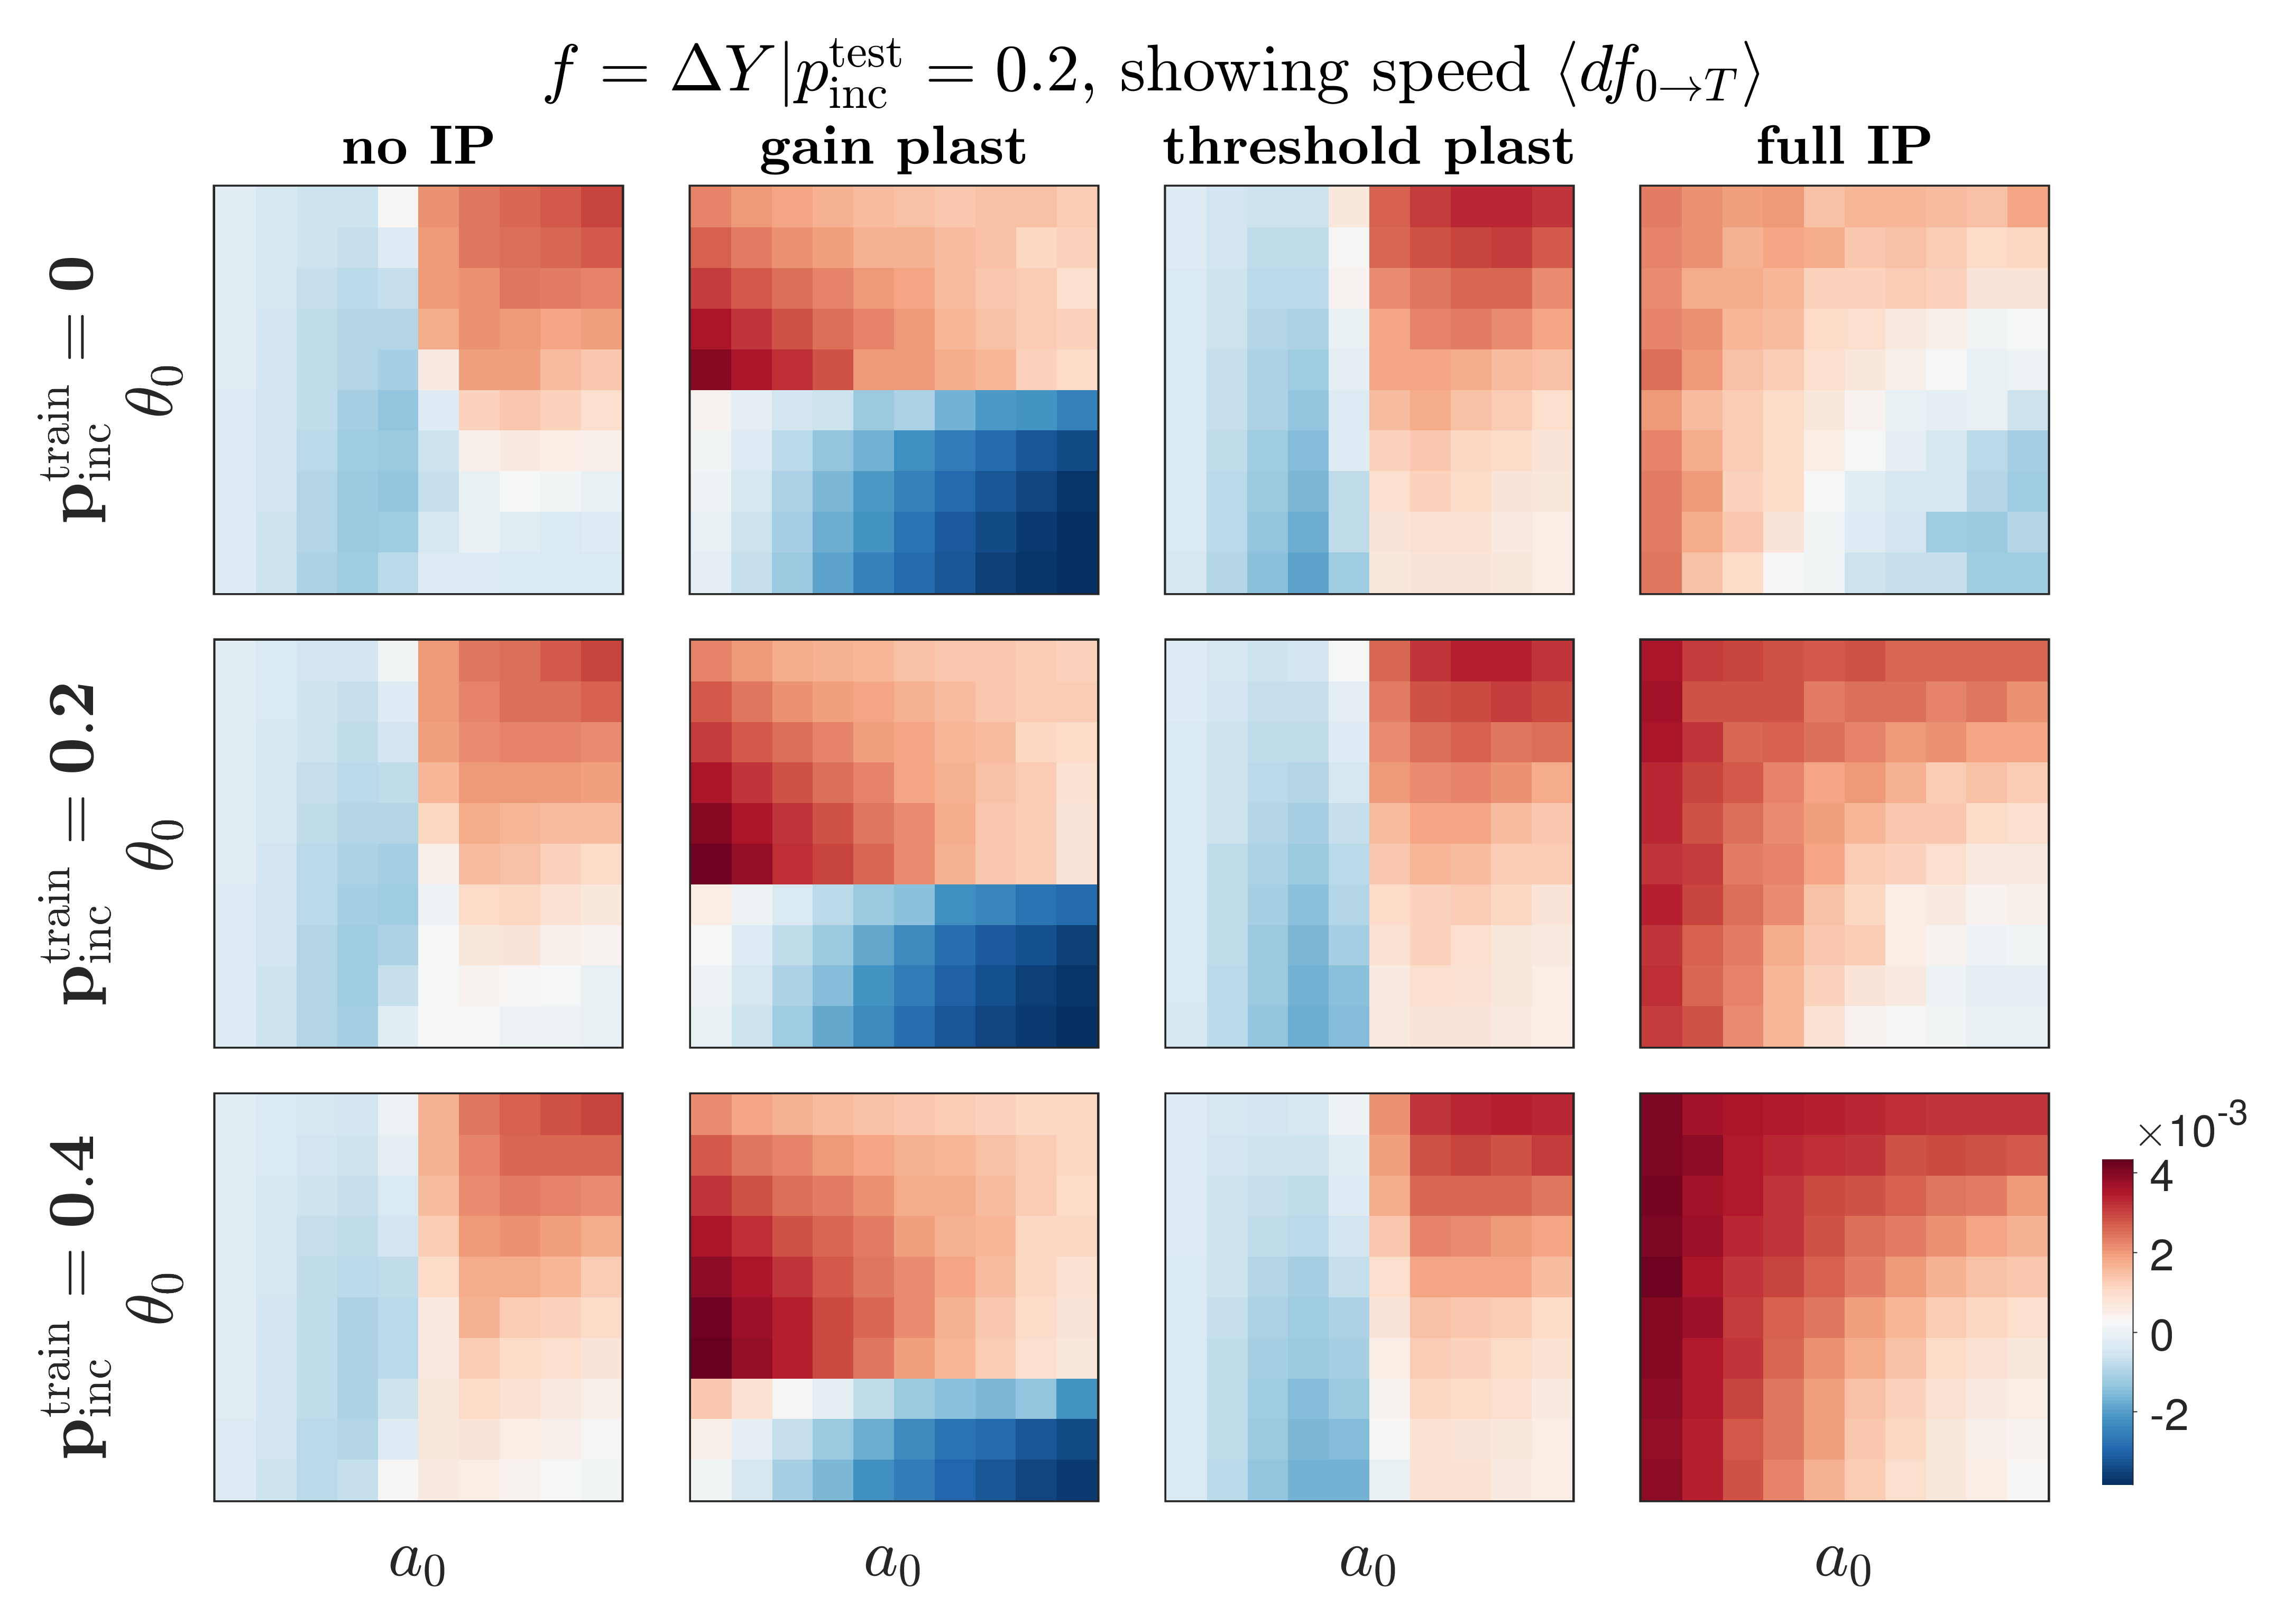 f = ΔY|p_inc^test = 0.2, showing speed ⟨df_0→T⟩
no IP gain plast threshold plast full IP
p_inc^train = 0
θ_0
p_inc^train = 0.2
θ_0
p_inc^train = 0.4
θ_0
×10^-3
4
2
0
-2
a_0 a_0 a_0 a_0